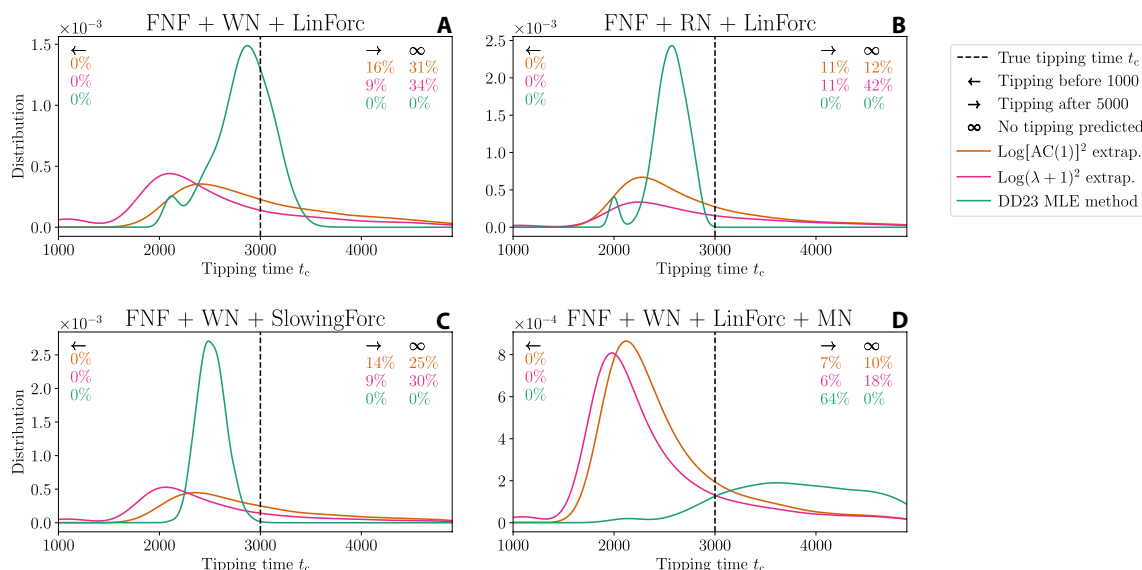 FNF + WN + LinForc A
×10⁻³
← → ∞
0% 16% 31%
0% 9% 34%
0% 0% 0%
1.5
1.0
0.5
0.0
Distribution
1000 2000 3000 4000
Tipping time t_c
FNF + RN + LinForc B
×10⁻³
← → ∞
0% 11% 12%
0% 11% 42%
0% 0% 0%
2.5
2.0
1.5
1.0
0.5
0.0
1000 2000 3000 4000
Tipping time t_c
True tipping time t_c
← Tipping before 1000
→ Tipping after 5000
∞ No tipping predicted
Log[AC(1)]² extrap.
Log(λ + 1)² extrap.
DD23 MLE method
FNF + WN + SlowingForc C
×10⁻³
← → ∞
0% 14% 25%
0% 9% 30%
0% 0% 0%
2.5
2.0
1.5
1.0
0.5
0.0
Distribution
1000 2000 3000 4000
Tipping time t_c
FNF + WN + LinForc + MN D
×10⁻⁴
← → ∞
0% 7% 10%
0% 6% 18%
0% 64% 0%
8
6
4
2
0
1000 2000 3000 4000
Tipping time t_c